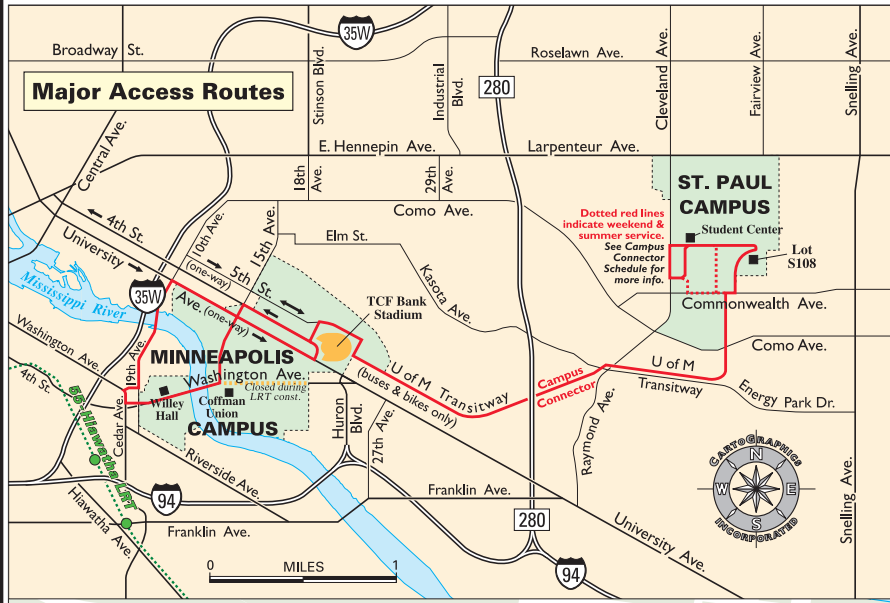 35W
Broadway St.
Stinson Blvd.
Industrial
Blvd.
280
Roselawn Ave.
Cleveland Ave.
Fairview Ave.
Snelling Ave.
Major Access Routes
Central Ave.
E. Hennepin Ave.
Larpenteur Ave.
18th
Ave.
29th
Ave.
ST. PAUL
CAMPUS
Student Center
Lot
S108
Dotted red lines
indicate weekend &
summer service.
See Campus
Connector
Schedule for
more info.
Como Ave.
4th St.
10th Ave.
15th Ave.
Elm St.
University
(one-way)
5th
St.
Kasota Ave.
Mississippi River
35W
Ave.
(one-way)
TCF Bank
Stadium
Commonwealth Ave.
Como Ave.
Washington Ave.
MINNEAPOLIS
Washington Ave.
Closed during
LRT const.
19th Ave.
4th St.
Willey
Hall
Coffman
Union
CAMPUS
U of M Transitway
(buses & bikes only)
Campus
Connector
U of M
Transitway
Energy Park Dr.
Cedar Ave.
Huron
Blvd.
27th Ave.
Raymond Ave.
55-Hiawatha LRT
Riverside Ave.
94
Hiawatha Ave.
Franklin Ave.
Franklin Ave.
280
University Ave.
Snelling Ave.
CARTOGRAPHICS
INCORPORATED
N
W
E
S
0
MILES
1
94